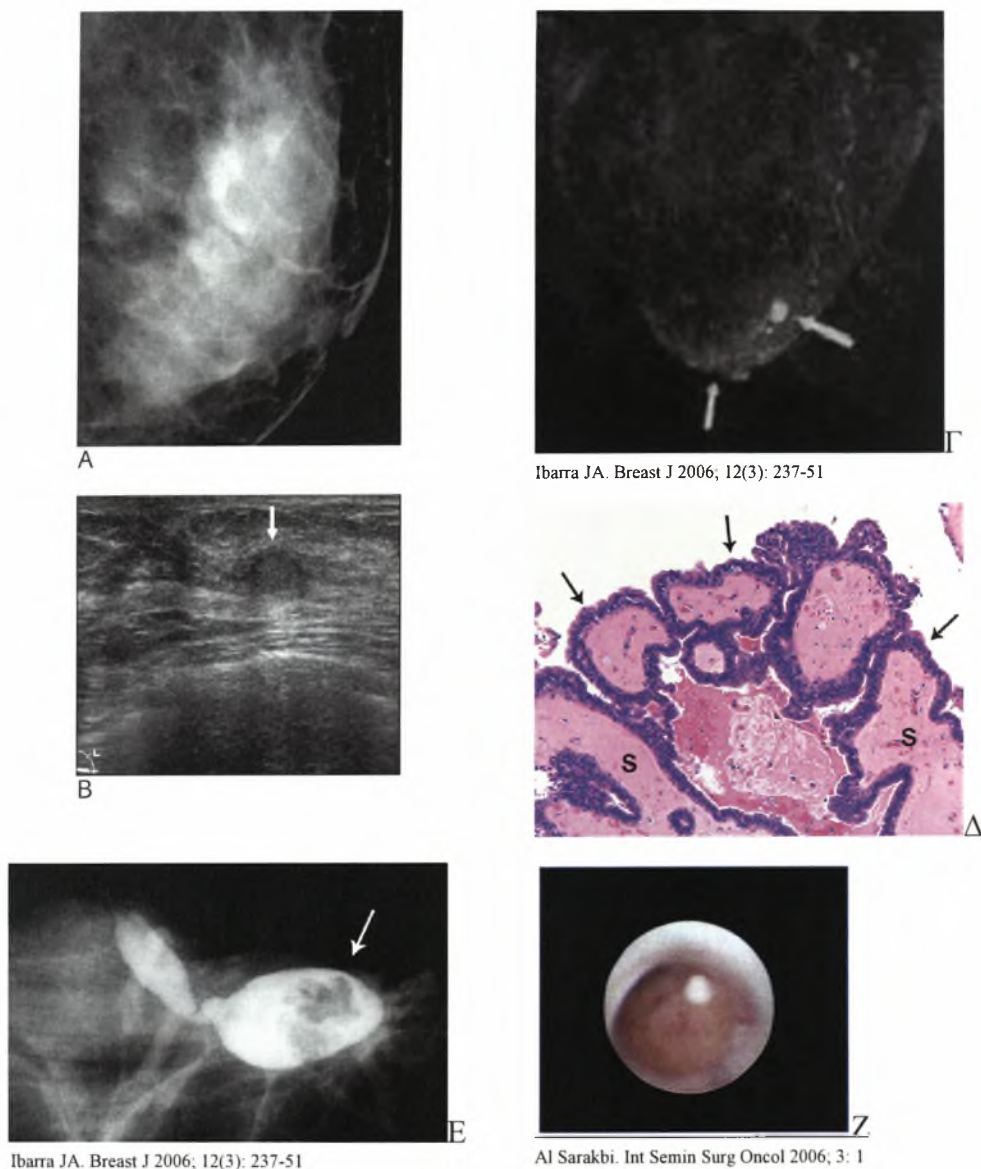 A
Γ
Ibarra JA. Breast J 2006; 12(3): 237-51
B
S
S
Δ
E
Ibarra JA. Breast J 2006; 12(3): 237-51
Z
Al Sarakbi. Int Semin Surg Oncol 2006; 3: 1